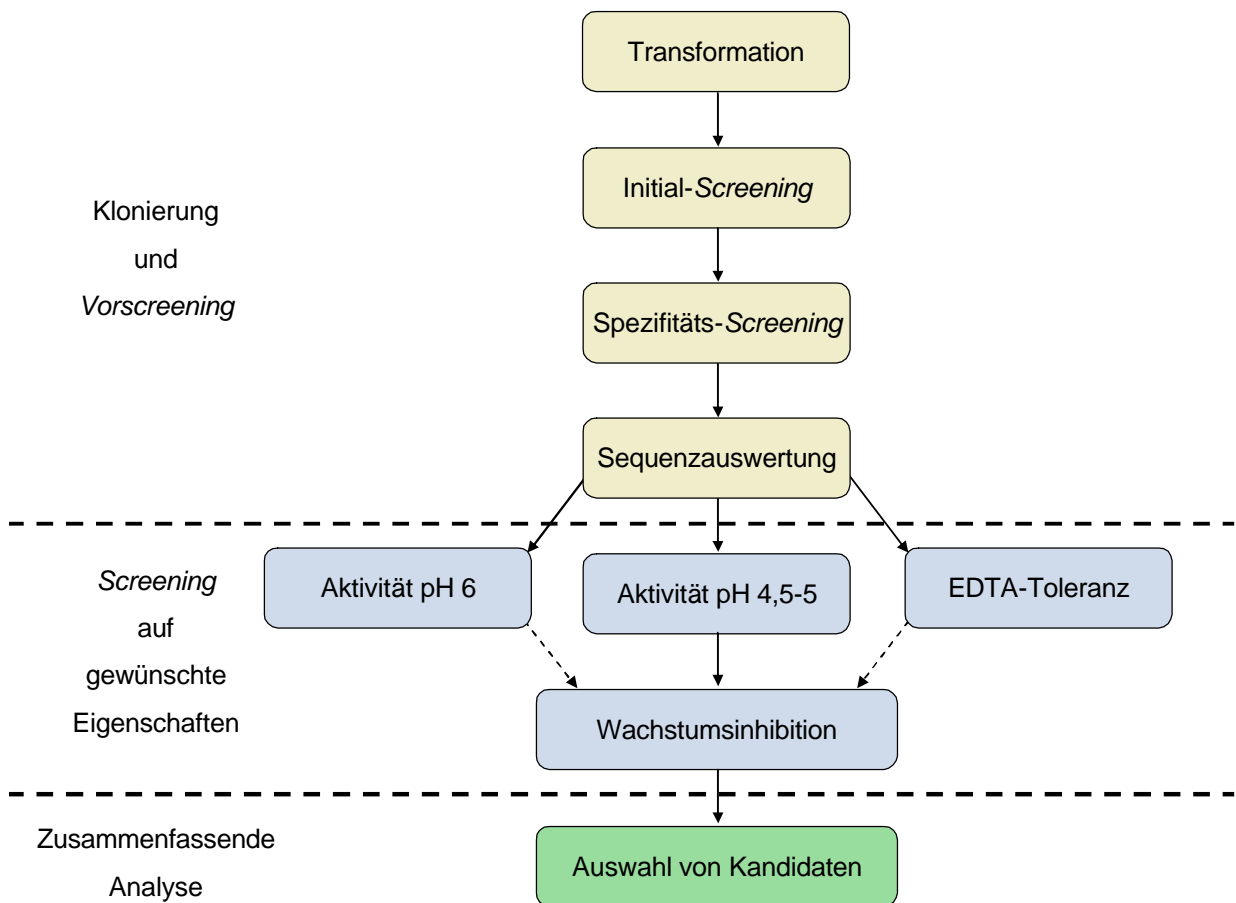 Transformation
Initial-Screening
Klonierung
und
Vorscreening
Spezifitäts-Screening
Sequenzauswertung
Screening
auf
gewünschte
Eigenschaften
Aktivität pH 6
Aktivität pH 4,5-5
EDTA-Toleranz
Wachstumsinhibition
Zusammenfassende
Analyse
Auswahl von Kandidaten